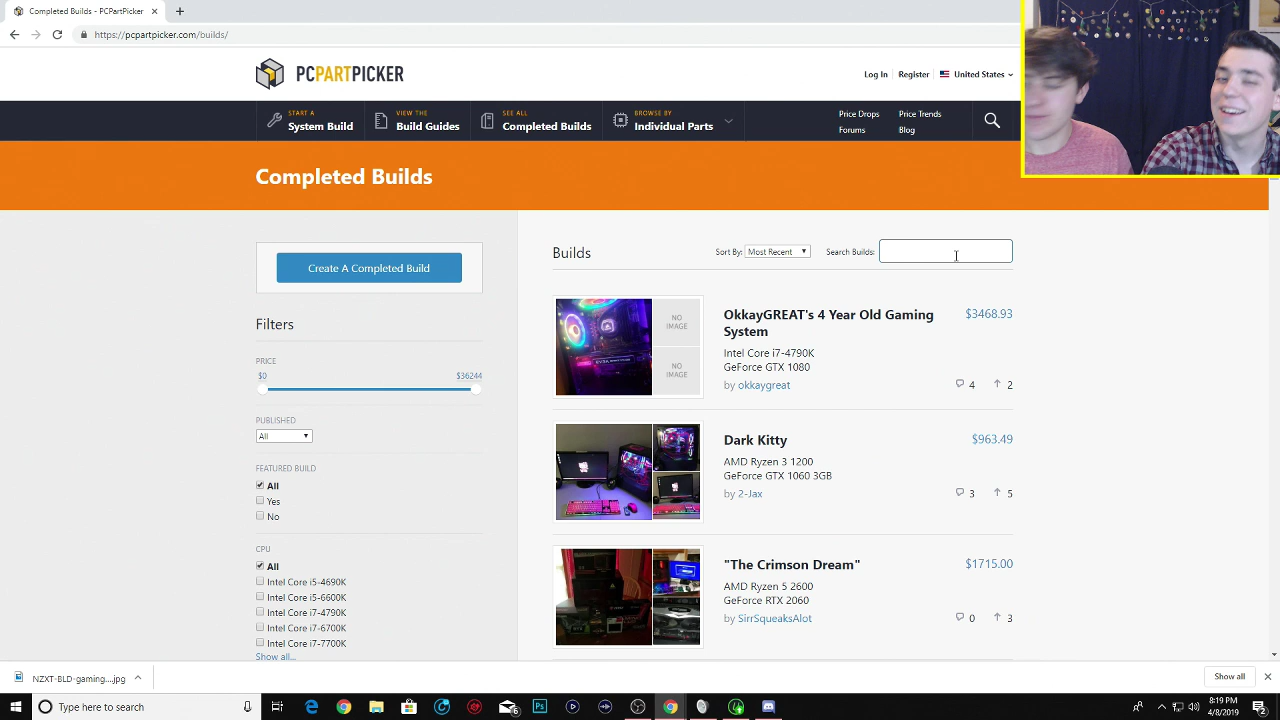 Completed Builds - PCPartPicker
https://pcpartpicker.com/builds/
PCPARTPICKER
Log In
Register
United States
START A
System Build
VIEW THE
Build Guides
SEE ALL
Completed Builds
BROWSE BY
Individual Parts
Price Drops
Price Trends
Forums
Blog
Completed Builds
Create A Completed Build
Filters
PRICE
$0
$36244
PUBLISHED
All
FEATURED BUILD
All
Yes
No
CPU
All
Intel Core i5-4690K
Intel Core i5-6600K
Intel Core i7-4790K
Intel Core i7-6700K
Intel Core i7-7700K
Show all...
Builds
Sort By: Most Recent
Search Builds:
NO
IMAGE
NO
IMAGE
OkkayGREAT's 4 Year Old Gaming
System
$3468.93
Intel Core i7-4790K
GeForce GTX 1080
by okkaygreat
4
2
Dark Kitty
$963.49
AMD Ryzen 3 1200
GeForce GTX 1060 3GB
by 2-Jax
3
5
"The Crimson Dream"
$1715.00
AMD Ryzen 5 2600
GeForce RTX 2060
by SirrSqueaksAlot
0
3
NZXT-BLD-gaming....jpg
Show all
Type here to search
6
Ps
8:19 PM
4/8/2019
2